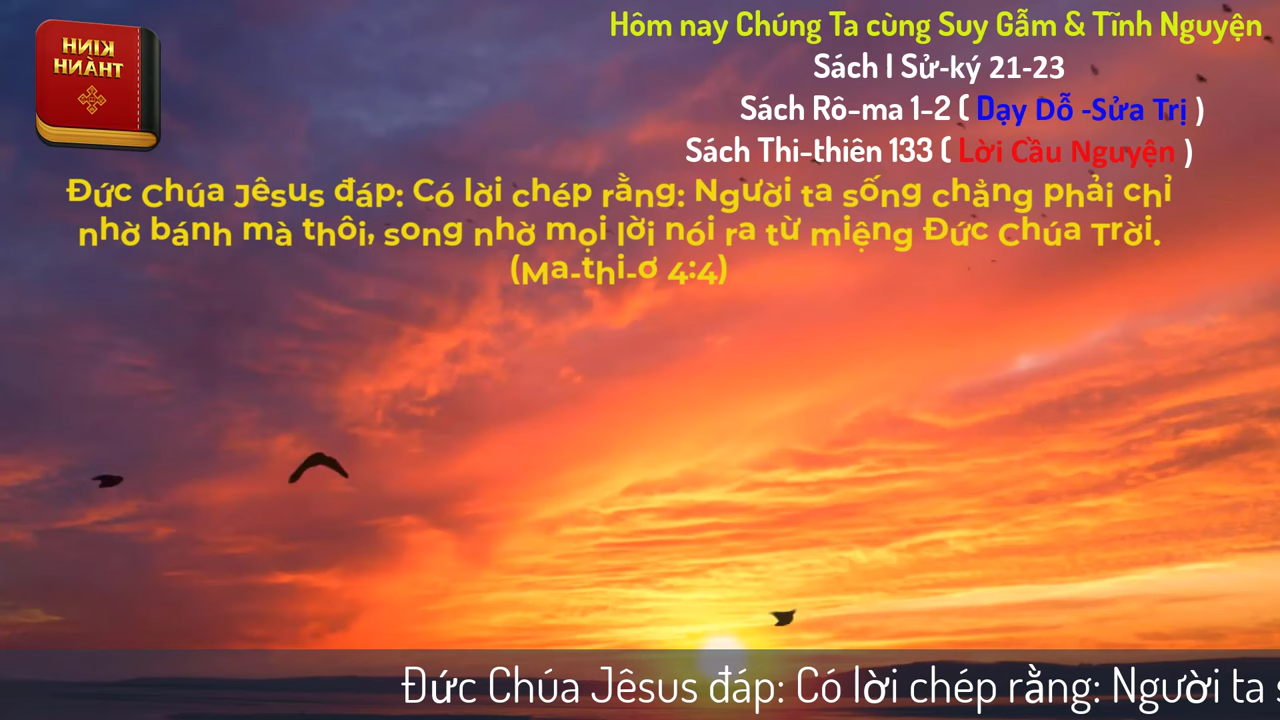 KINH
THÀNH
Hôm nay Chúng Ta cùng Suy Gẫm & Tĩnh Nguyện
Sách I Sử-ký 21-23
Sách Rô-ma 1-2 ( Dạy Dỗ -Sửa Trị )
Sách Thi-thiên 133 ( Lời Cầu Nguyện )
Đức Chúa Jêsus đáp: Có lời chép rằng: Người ta sống chẳng phải chỉ
nhờ bánh mà thôi, song nhờ mọi lời nói ra từ miệng Đức Chúa Trời.
(Ma-thi-ơ 4:4)
Đức Chúa Jêsus đáp: Có lời chép rằng: Người ta